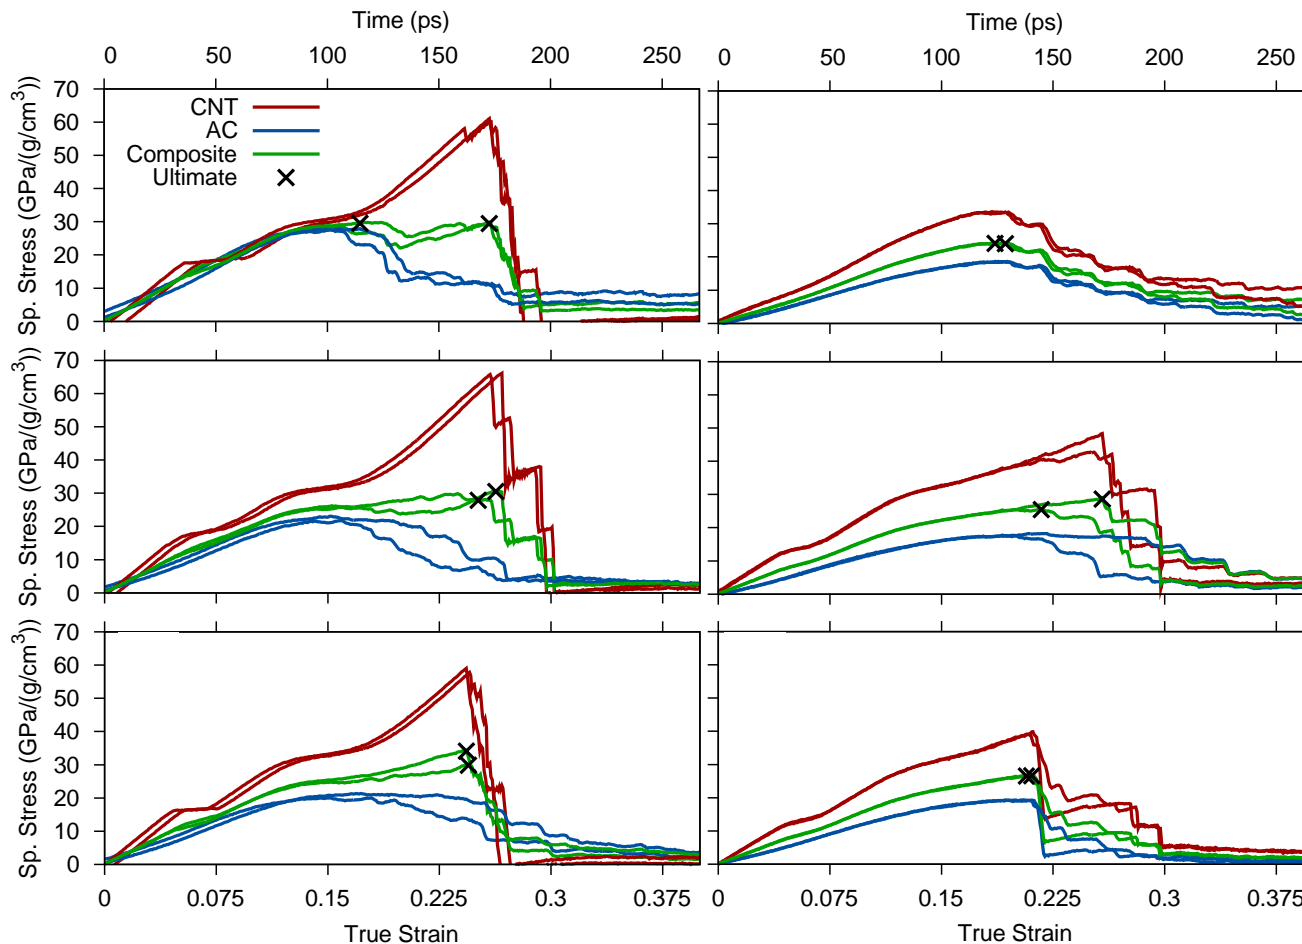 Time (ps) Time (ps)
0 50 100 150 200 250 0 50 100 150 200 250
Sp. Stress (GPa/(g/cm³))
70
60
50
40
30
20
10
0
CNT
AC
Composite
Ultimate
Sp. Stress (GPa/(g/cm³))
70
60
50
40
30
20
10
0
Sp. Stress (GPa/(g/cm³))
70
60
50
40
30
20
10
0
0 0.075 0.15 0.225 0.3 0.375 0 0.075 0.15 0.225 0.3 0.375
True Strain True Strain